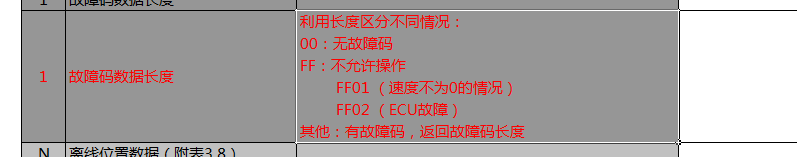 1 故障码数据长度
1 故障码数据长度
利用长度区分不同情况：
00：无故障码
FF：不允许操作
FF01 （速度不为0的情况）
FF02 （ECU故障）
其他：有故障码，返回故障码长度
N 离线位置数据（附表3.8）